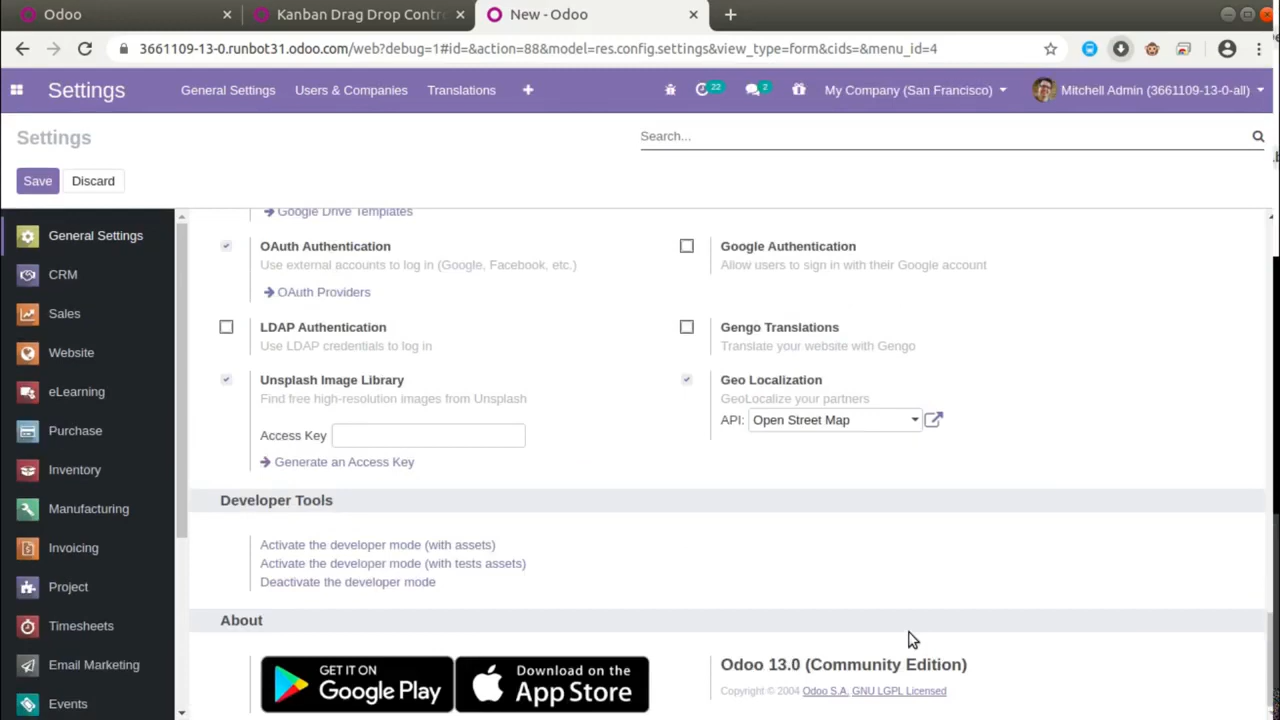 Odoo
Kanban Drag Drop Contro
New - Odoo
3661109-13-0.runbot31.odoo.com/web?debug=1#id=&action=88&model=res.config.settings&view_type=form&cids=&menu_id=4
Settings
General Settings
Users & Companies
Translations
22
2
My Company (San Francisco)
Mitchell Admin (3661109-13-0-all)
Settings
Search...
Save
Discard
General Settings
CRM
Sales
Website
eLearning
Purchase
Inventory
Manufacturing
Invoicing
Project
Timesheets
Email Marketing
Events
Google Drive Templates
OAuth Authentication
Use external accounts to log in (Google, Facebook, etc.)
OAuth Providers
Google Authentication
Allow users to sign in with their Google account
LDAP Authentication
Use LDAP credentials to log in
Gengo Translations
Translate your website with Gengo
Unsplash Image Library
Find free high-resolution images from Unsplash
Access Key
Generate an Access Key
Geo Localization
GeoLocalize your partners
API: Open Street Map
Developer Tools
Activate the developer mode (with assets)
Activate the developer mode (with tests assets)
Deactivate the developer mode
About
GET IT ON
Google Play
Download on the
App Store
Odoo 13.0 (Community Edition)
Copyright © 2004 Odoo S.A. GNU LGPL Licensed